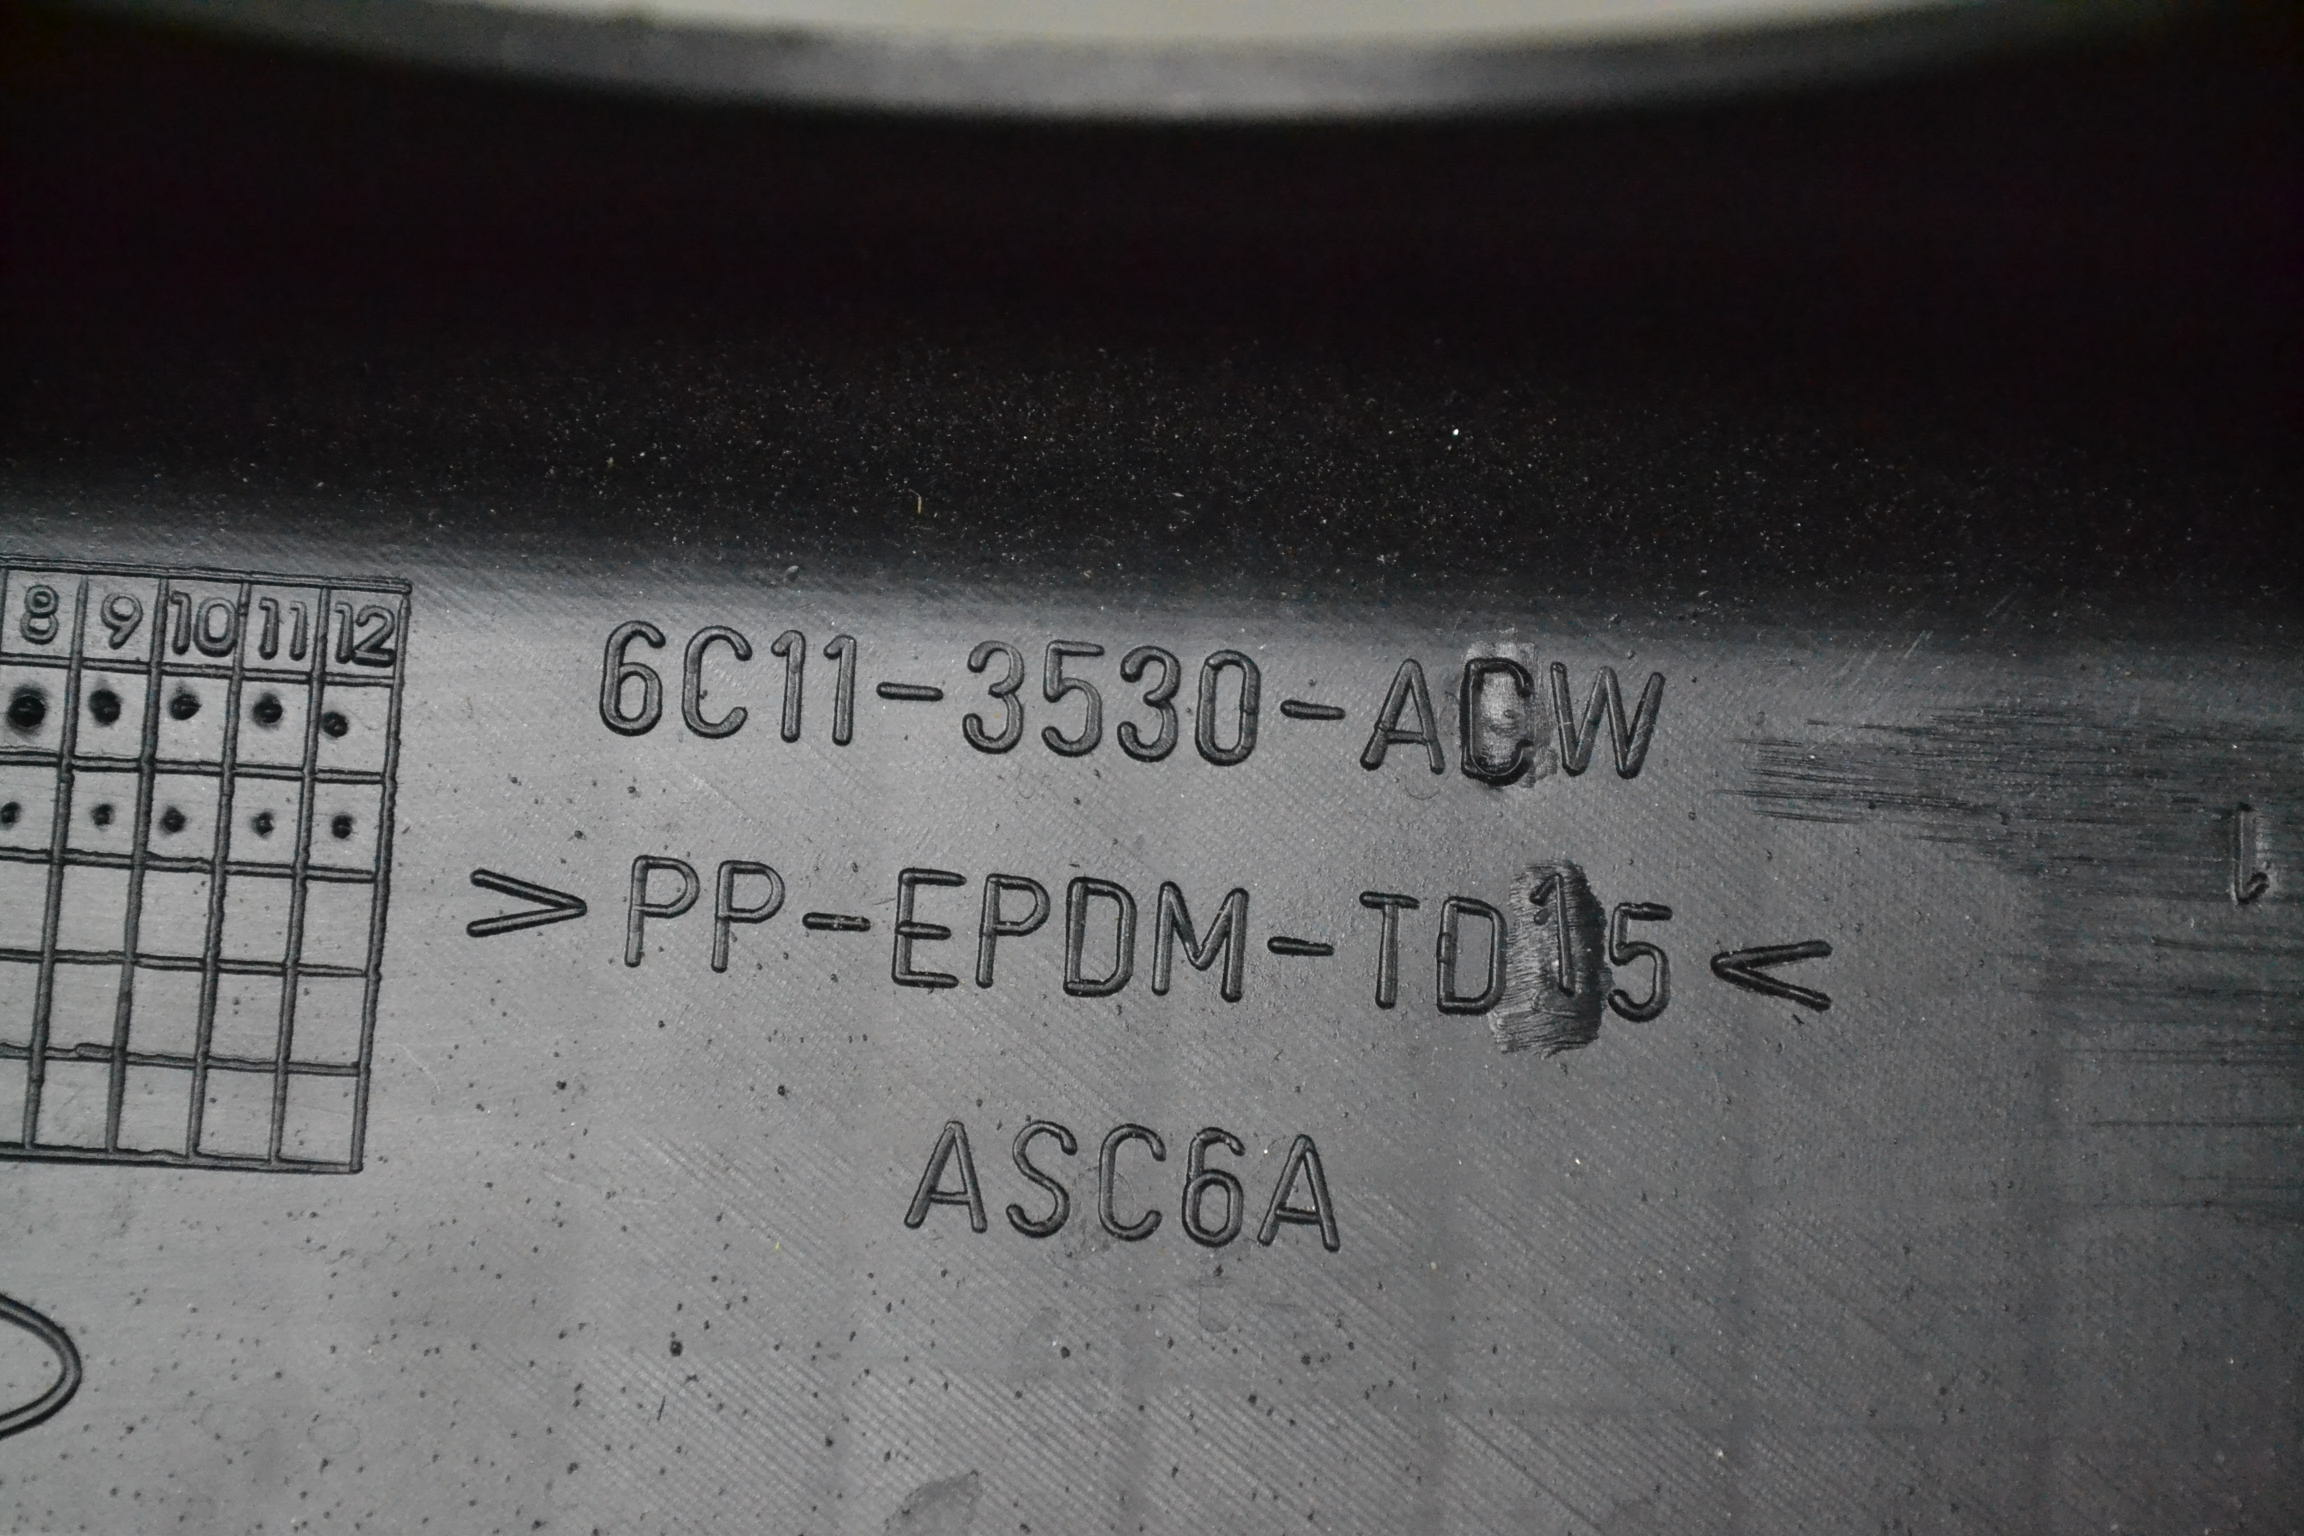 8 9 10 11 12
6C11-3530-ACW
>PP-EPDM-TD15<
ASC6A